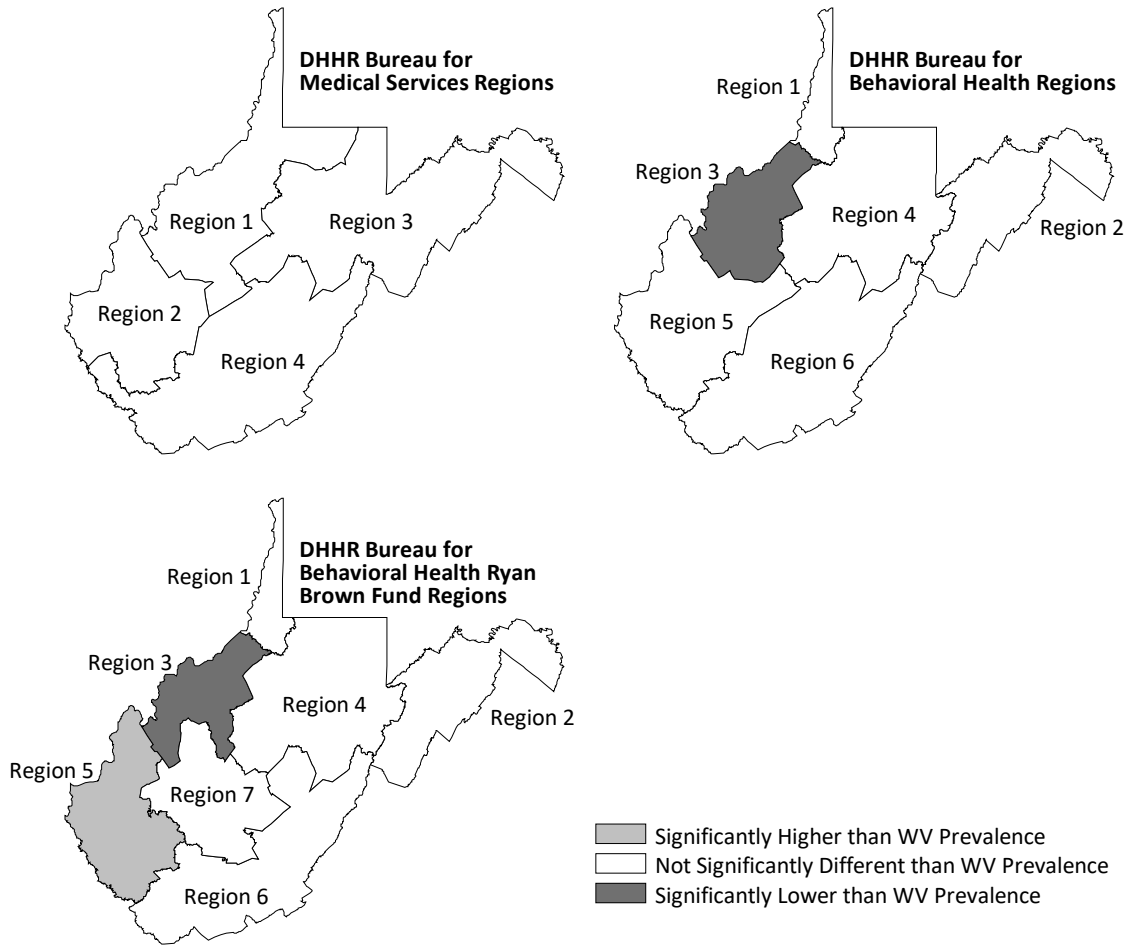 DHHR Bureau for
Medical Services Regions
Region 1
Region 3
Region 2
Region 4
DHHR Bureau for
Behavioral Health Regions
Region 1
Region 3
Region 4
Region 2
Region 5
Region 6
DHHR Bureau for
Behavioral Health Ryan
Brown Fund Regions
Region 1
Region 3
Region 4
Region 2
Region 5
Region 7
Region 6
Significantly Higher than WV Prevalence
Not Significantly Different than WV Prevalence
Significantly Lower than WV Prevalence